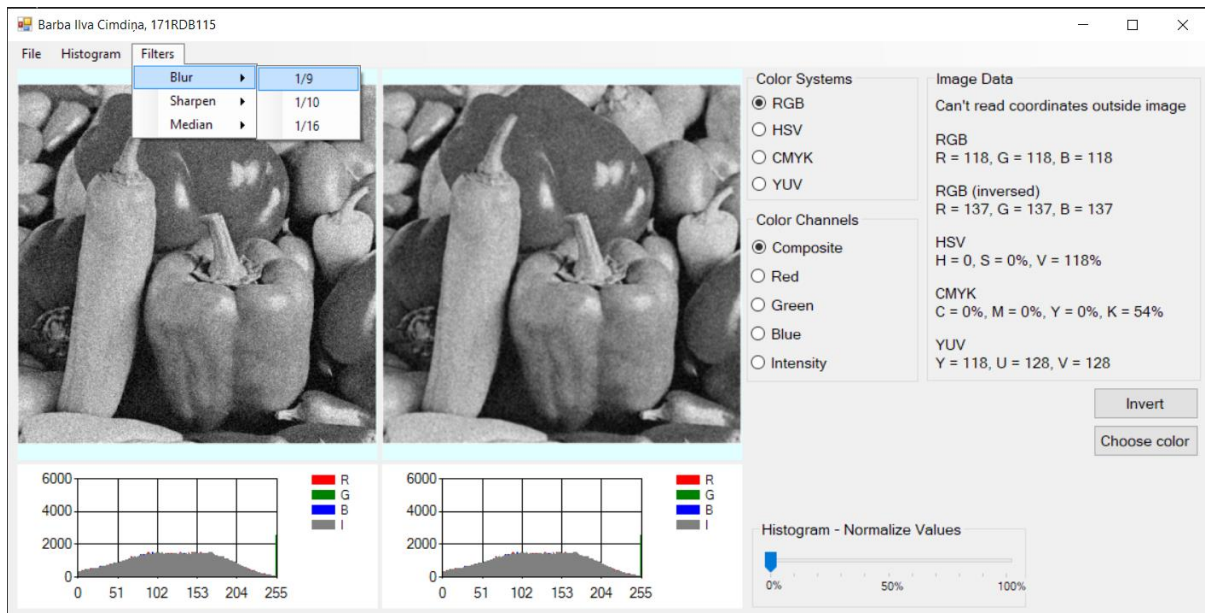 Barba Ilva Cimdiņa, 171RDB115
File Histogram Filters
Blur
Sharpen
Median
1/9
1/10
1/16
Color Systems
RGB
HSV
CMYK
YUV
Color Channels
Composite
Red
Green
Blue
Intensity
Image Data
Can't read coordinates outside image
RGB
R = 118, G = 118, B = 118
RGB (inversed)
R = 137, G = 137, B = 137
HSV
H = 0, S = 0%, V = 118%
CMYK
C = 0%, M = 0%, Y = 0%, K = 54%
YUV
Y = 118, U = 128, V = 128
Invert
Choose color
6000
4000
2000
0
0 51 102 153 204 255
R
G
B
I
6000
4000
2000
0
0 51 102 153 204 255
R
G
B
I
Histogram - Normalize Values
0% 50% 100%